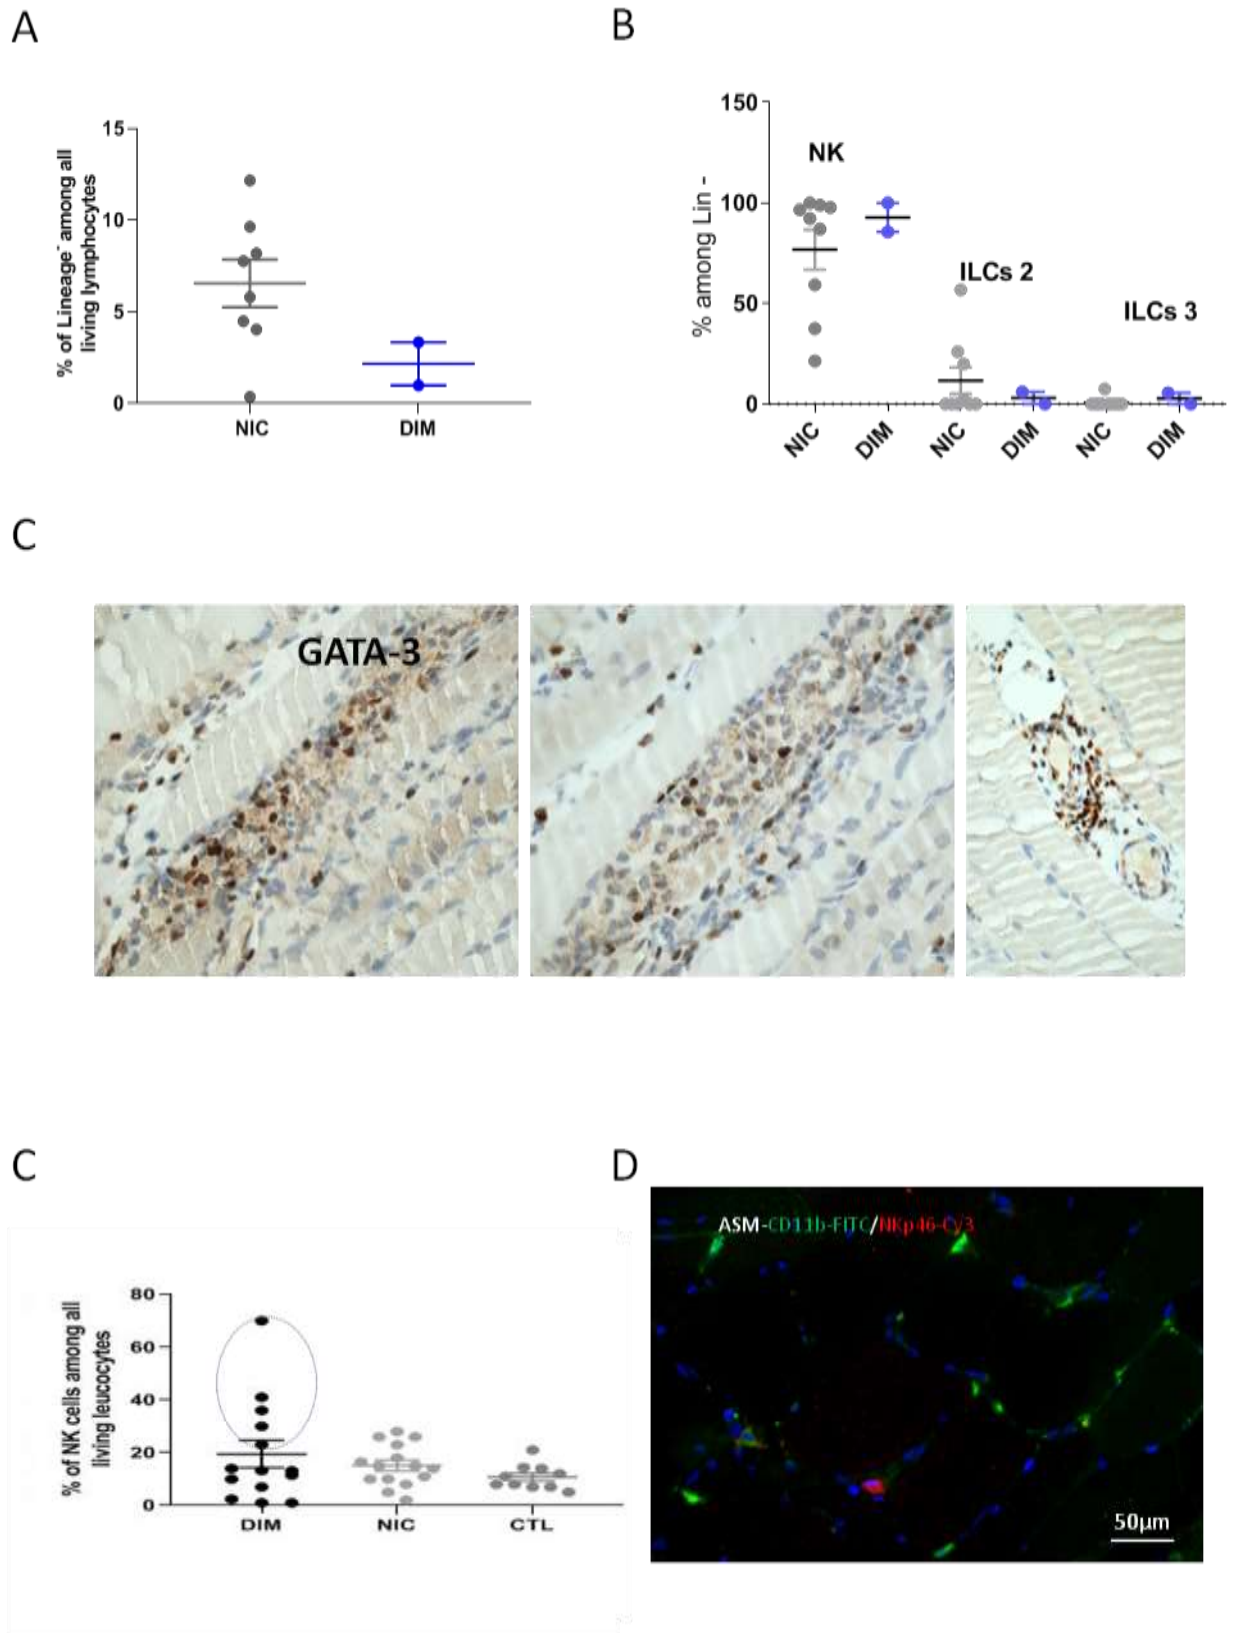 A
B
15
10
5
0
% of Lineage- among all
living lymphocytes
NIC
DIM
150
100
50
0
% among Lin -
NK
ILCs 2
ILCs 3
NIC
DIM
NIC
DIM
NIC
DIM
C
GATA-3
C
D
80
60
40
20
0
% of NK cells among all
living leucocytes
DIM
NIC
CTL
ASM-CD11b-FITC/NKp46-Cy3
50µm